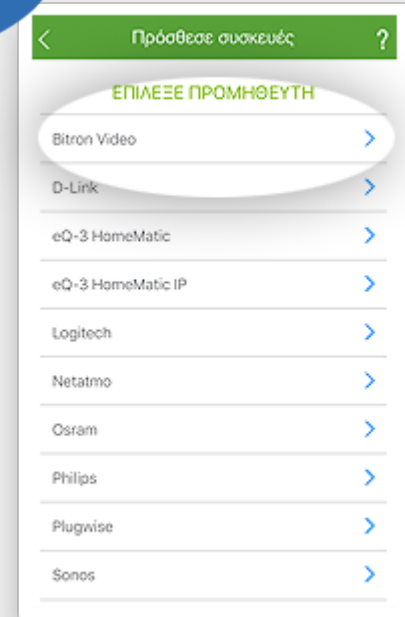 Πρόσθεσε συσκευές ?
ΕΠΙΛΕΞΕ ΠΡΟΜΗΘΕΥΤΗ
Bitron Video
D-Link
eQ-3 HomeMatic
eQ-3 HomeMatic IP
Logitech
Netatmo
Osram
Philips
Plugwise
Sonos